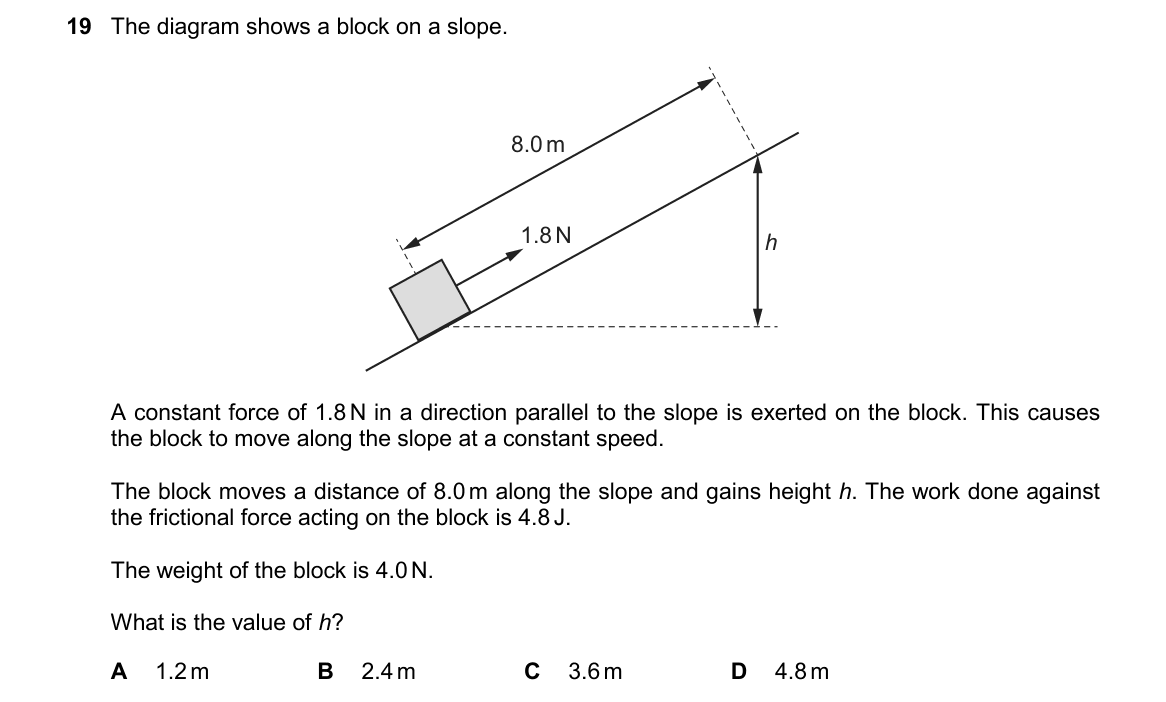 19 The diagram shows a block on a slope.
8.0 m
1.8 N
h
A constant force of 1.8 N in a direction parallel to the slope is exerted on the block. This causes
the block to move along the slope at a constant speed.
The block moves a distance of 8.0 m along the slope and gains height h. The work done against
the frictional force acting on the block is 4.8 J.
The weight of the block is 4.0 N.
What is the value of h?
A 1.2 m B 2.4 m C 3.6 m D 4.8 m